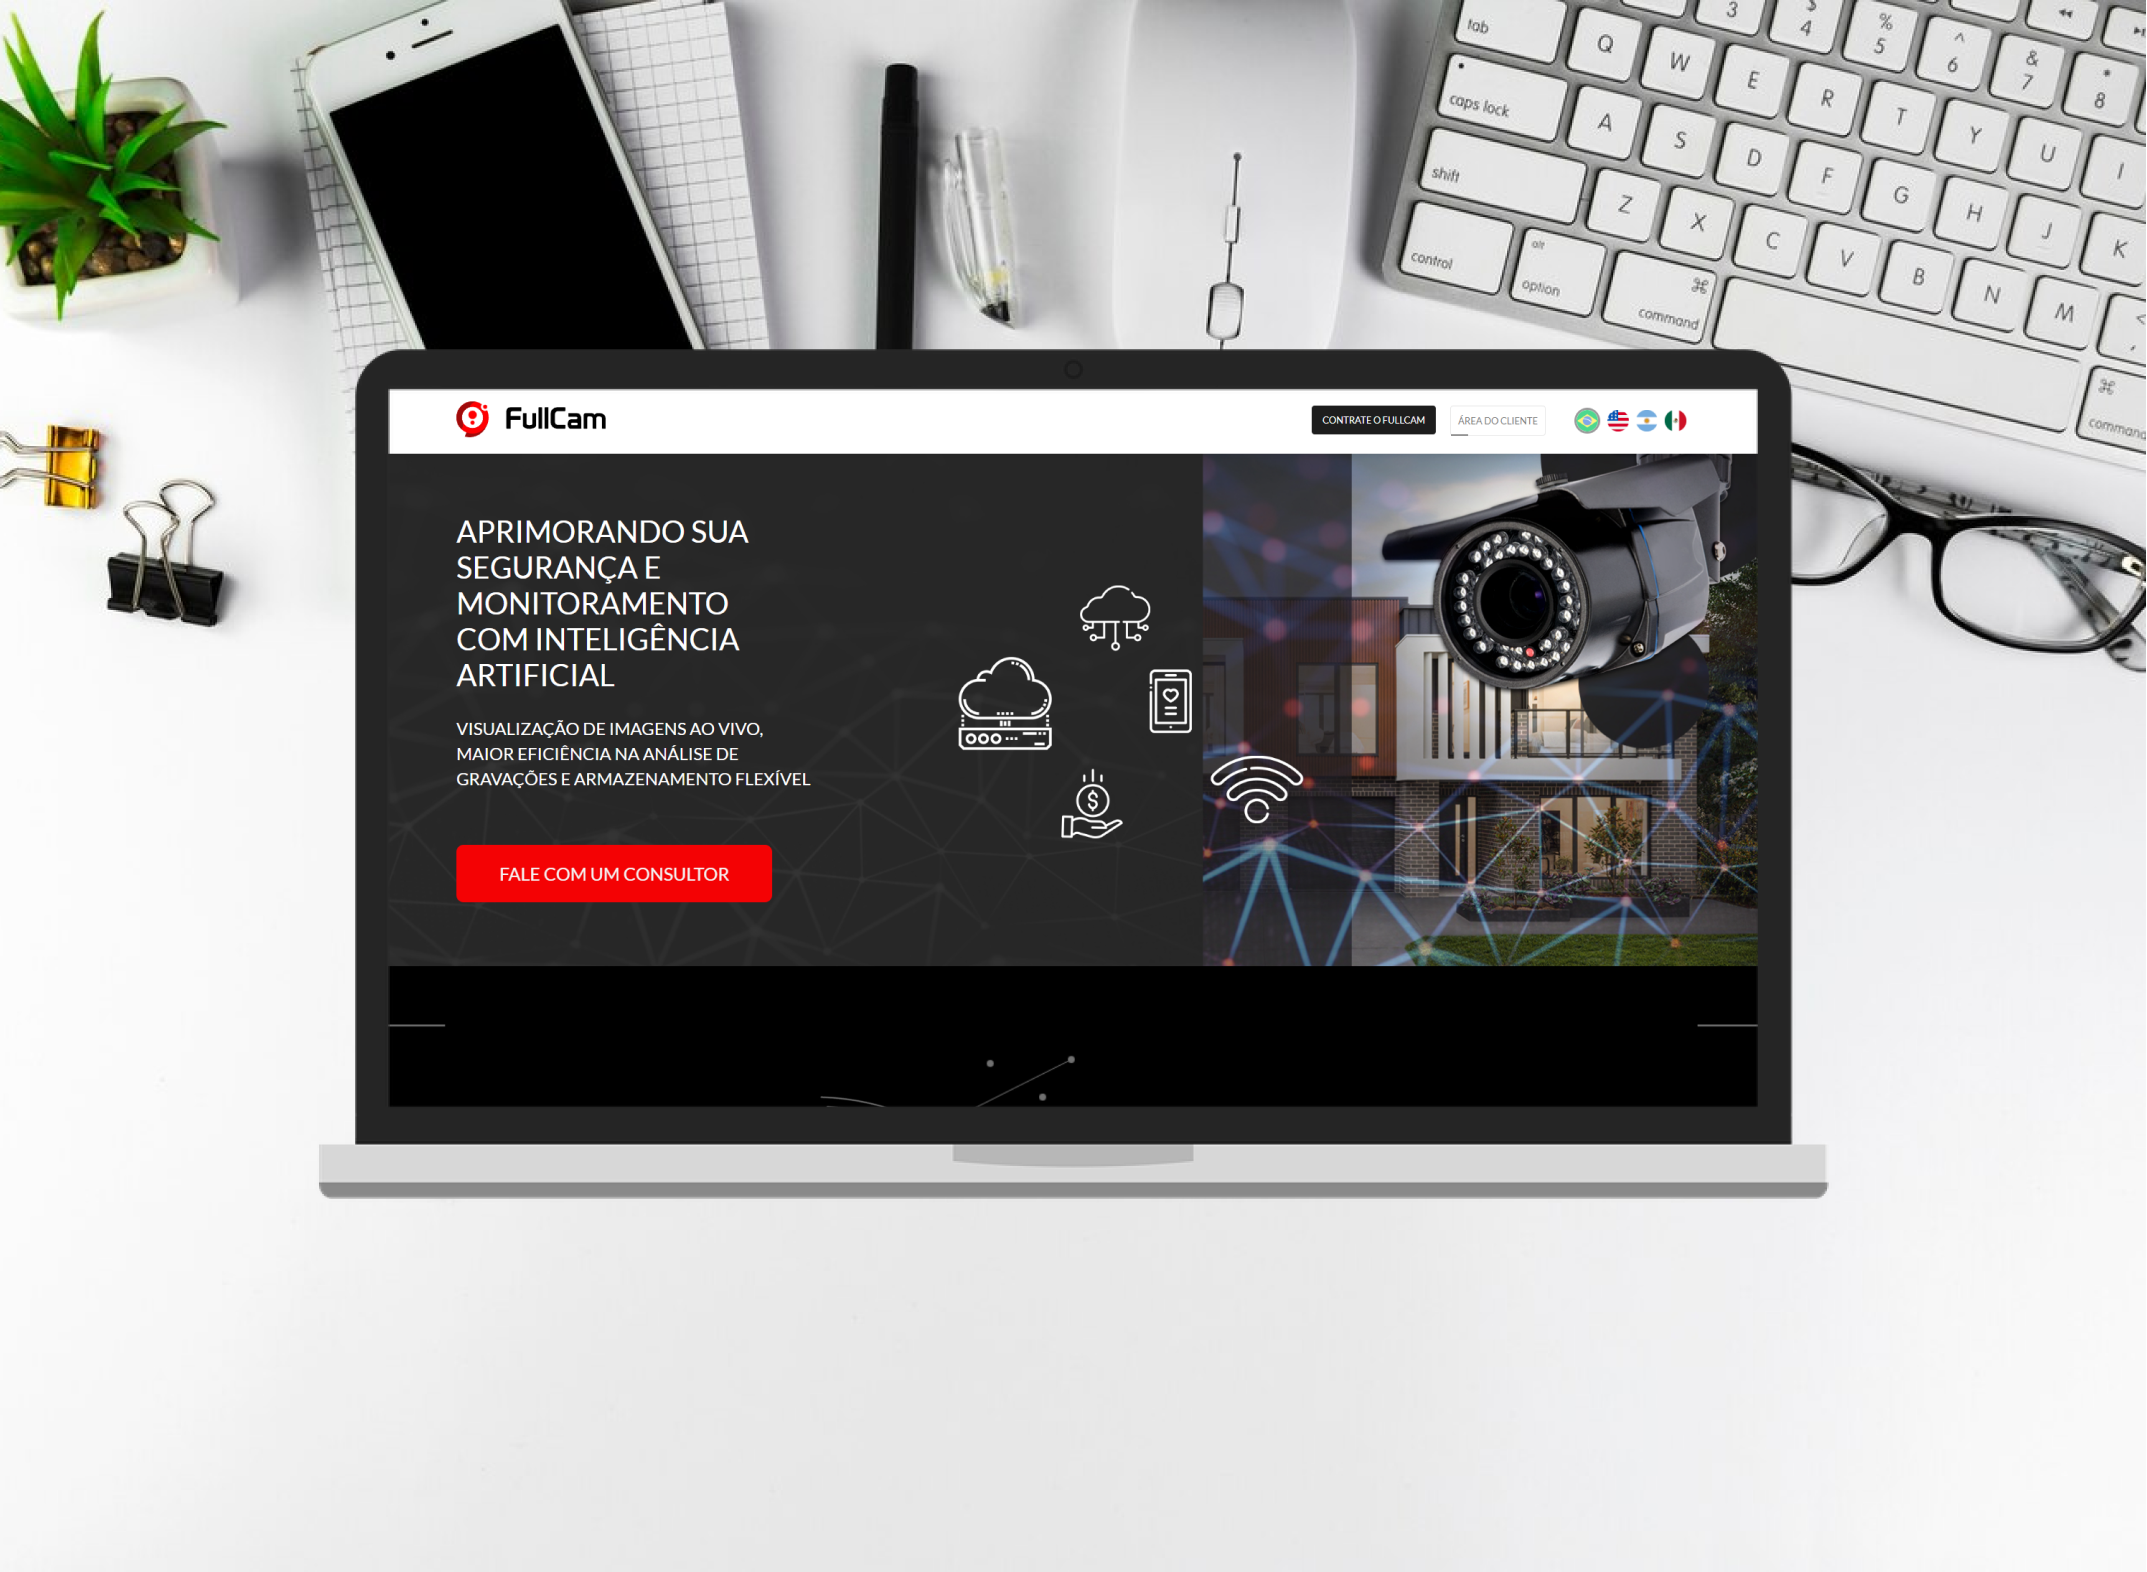 tab
Q W E R T Y U I
3 4 5 6 7 8
$ % ^ & *
caps lock
A S D F G H J K
shift
Z X C V B N M
control
alt
option
⌘
command
⌘
command
FullCam
CONTRATE O FULLCAM
ÁREA DO CLIENTE
APRIMORANDO SUA
SEGURANÇA E
MONITORAMENTO
COM INTELIGÊNCIA
ARTIFICIAL
VISUALIZAÇÃO DE IMAGENS AO VIVO,
MAIOR EFICIÊNCIA NA ANÁLISE DE
GRAVAÇÕES E ARMAZENAMENTO FLEXÍVEL
$
FALE COM UM CONSULTOR